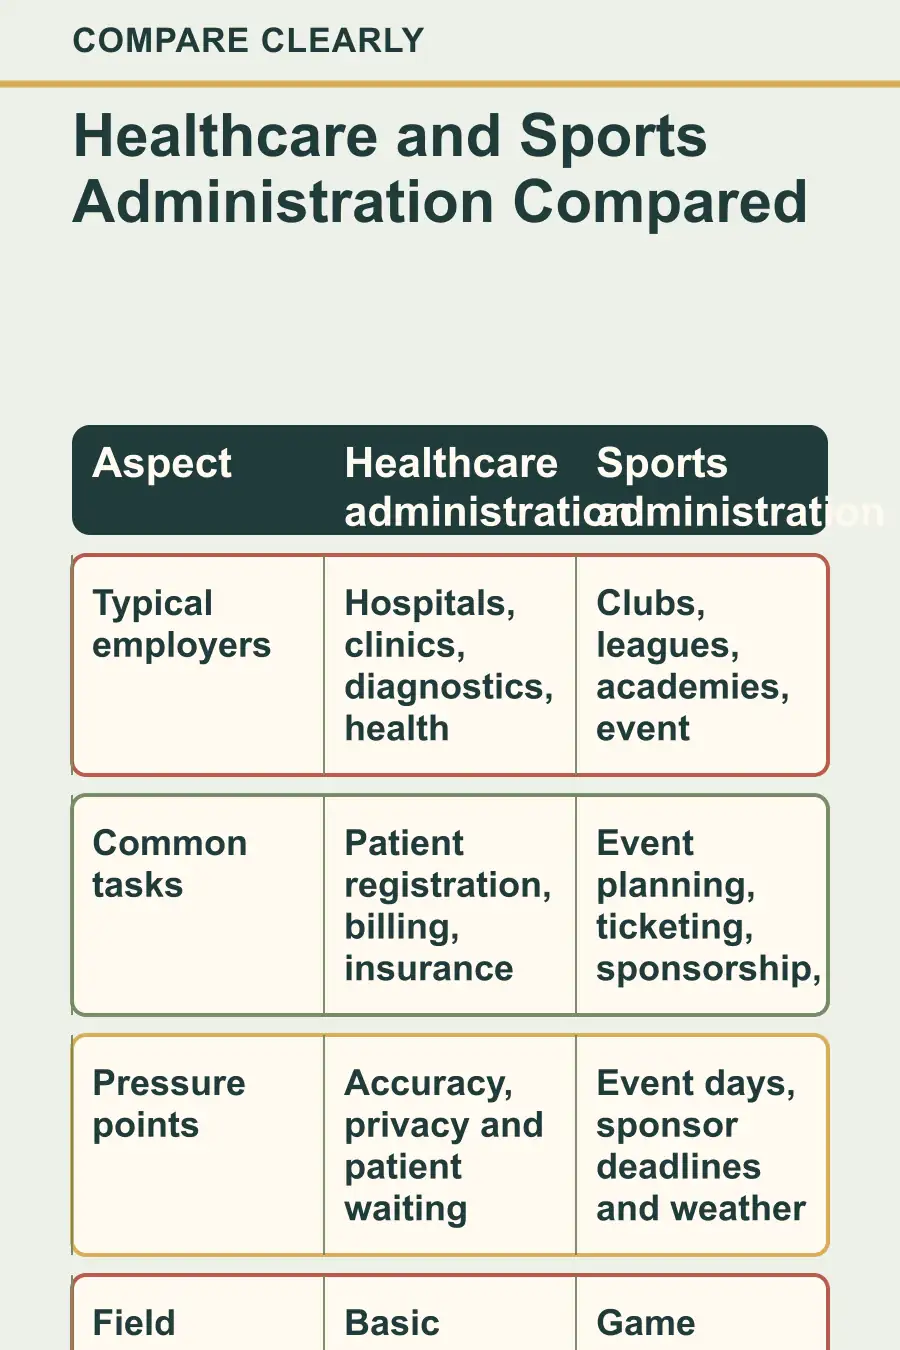 COMPARE CLEARLY
Healthcare and Sports
Administration Compared
Aspect
Healthcare
administration
Sports
administration
Typical
employers
Hospitals,
clinics,
diagnostics,
health
Clubs,
leagues,
academies,
event
Common
tasks
Patient
registration,
billing,
insurance
Event
planning,
ticketing,
sponsorship,
Pressure
points
Accuracy,
privacy and
patient
waiting
Event days,
sponsor
deadlines
and weather
Field
Basic
Game